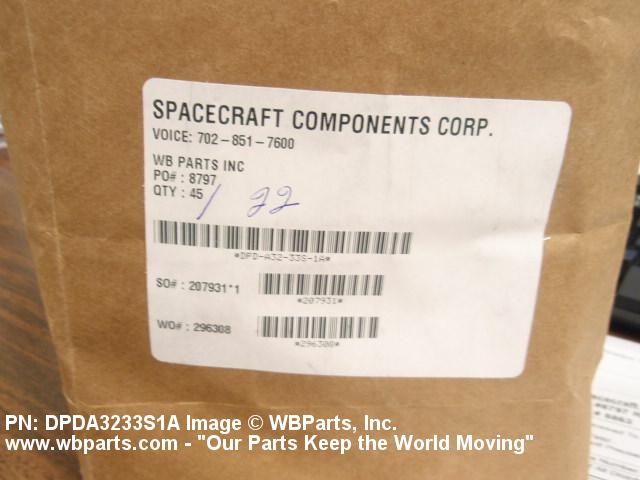 SPACECRAFT COMPONENTS CORP.
VOICE: 702-851-7600
WB PARTS INC
PO# : 8797
QTY : 45 / 22
*DPD-A32-33S-1A*
SO# : 207931*1
*207931*
WO# : 296308
*296308*
PN: DPDA3233S1A Image © WBParts, Inc.
www.wbparts.com - "Our Parts Keep the World Moving"